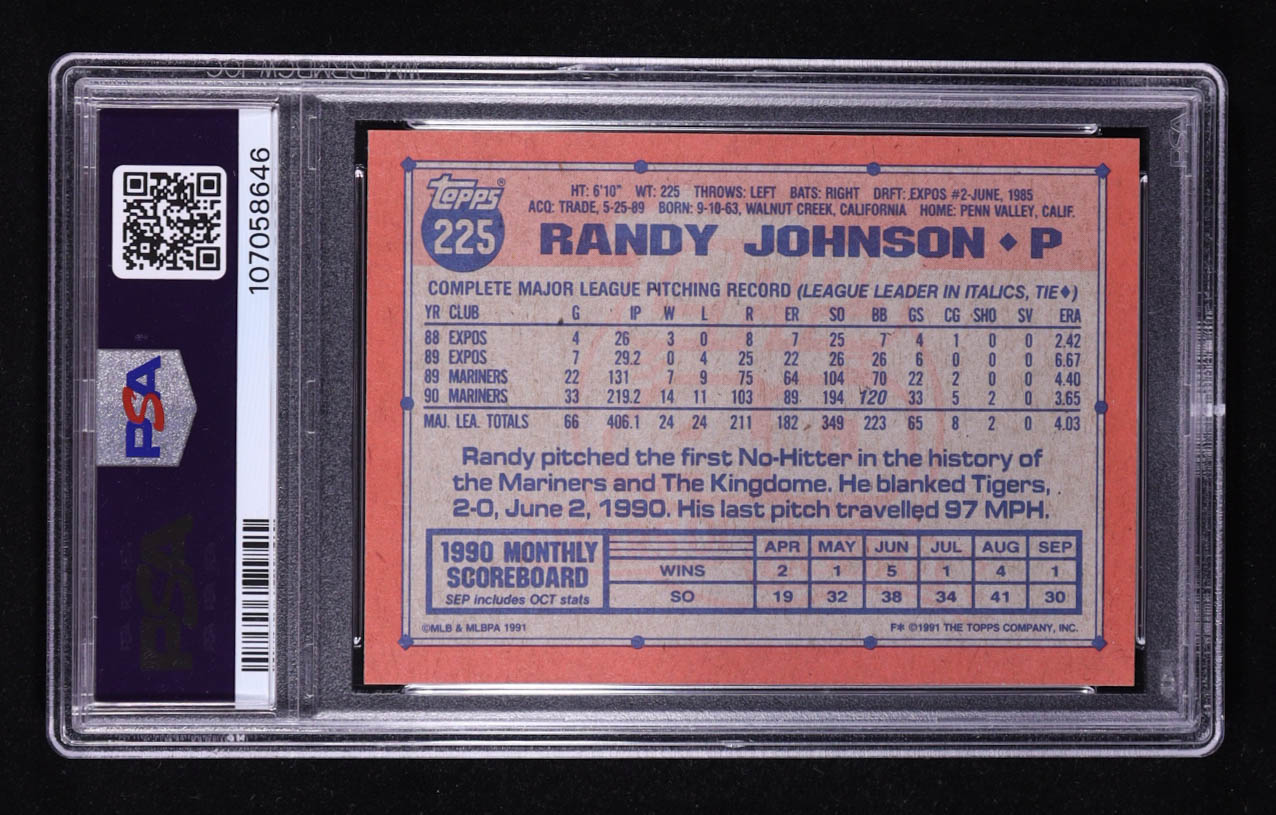 107058646
PSA
PSA
topps®
225
HT: 6'10" WT: 225 THROWS: LEFT BATS: RIGHT DRFT: EXPOS #2-JUNE, 1985
ACQ: TRADE, 5-25-89 BORN: 9-10-63, WALNUT CREEK, CALIFORNIA HOME: PENN VALLEY, CALIF.
RANDY JOHNSON ♦ P
COMPLETE MAJOR LEAGUE PITCHING RECORD (LEAGUE LEADER IN ITALICS, TIE♦)
YR CLUB G IP W L R ER SO BB GS CG SHO SV ERA
88 EXPOS 4 26 3 0 8 7 25 7 4 1 0 0 2.42
89 EXPOS 7 29.2 0 4 25 22 26 26 6 0 0 0 6.67
89 MARINERS 22 131 7 9 75 64 104 70 22 2 0 0 4.40
90 MARINERS 33 219.2 14 11 103 89 194 120 33 5 2 0 3.65
MAJ. LEA. TOTALS 66 406.1 24 24 211 182 349 223 65 8 2 0 4.03
Randy pitched the first No-Hitter in the history of
the Mariners and The Kingdome. He blanked Tigers,
2-0, June 2, 1990. His last pitch travelled 97 MPH.
1990 MONTHLY
SCOREBOARD
SEP includes OCT stats
APR MAY JUN JUL AUG SEP
WINS 2 1 5 1 4 1
SO 19 32 38 34 41 30
©MLB & MLBPA 1991
F* ©1991 THE TOPPS COMPANY, INC.